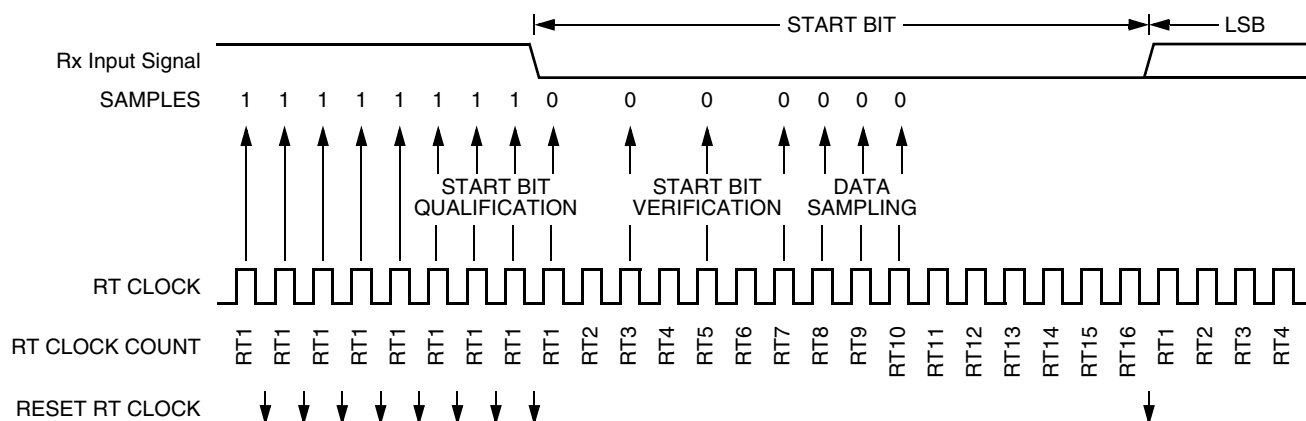 START BIT LSB
Rx Input Signal
SAMPLES 1 1 1 1 1 1 1 1 0 0 0 0 0 0 0
START BIT QUALIFICATION
START BIT VERIFICATION
DATA SAMPLING
RT CLOCK
RT CLOCK COUNT RT1 RT1 RT1 RT1 RT1 RT1 RT1 RT1 RT1 RT2 RT3 RT4 RT5 RT6 RT7 RT8 RT9 RT10 RT11 RT12 RT13 RT14 RT15 RT16 RT1 RT2 RT3 RT4
RESET RT CLOCK